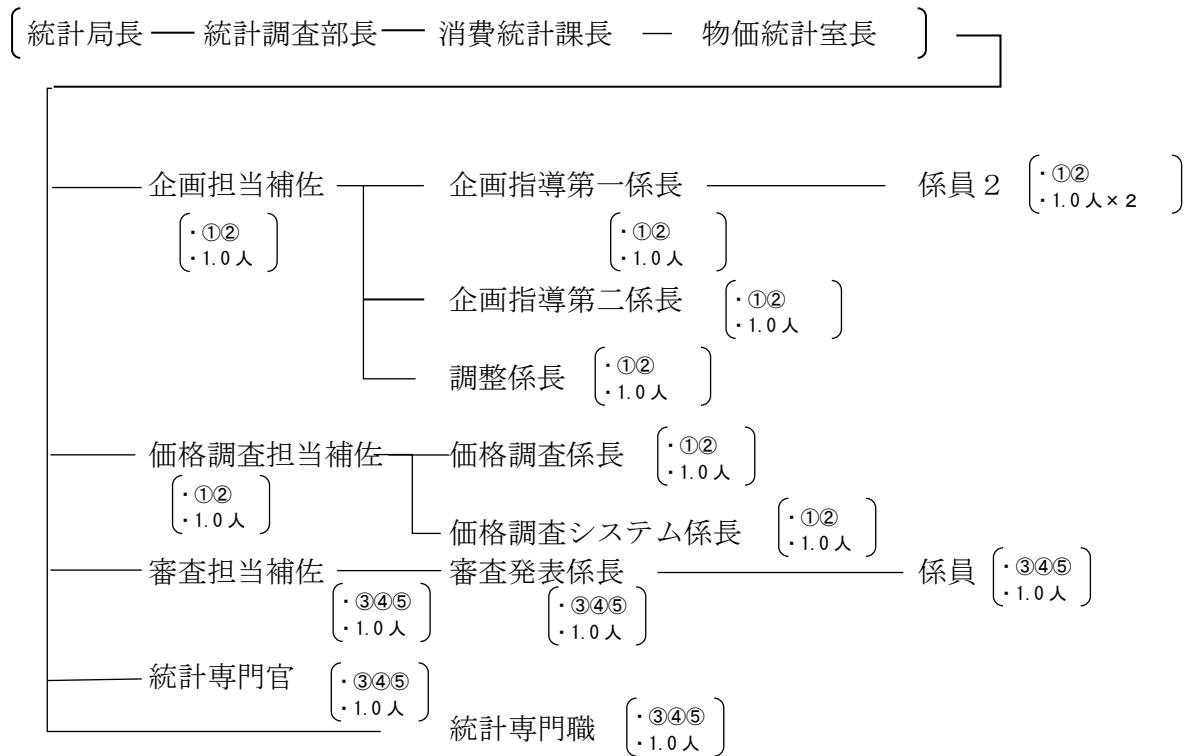 統計局長 ― 統計調査部長 ― 消費統計課長 ― 物価統計室長
企画担当補佐
・①②
・1.0人
企画指導第一係長
・①②
・1.0人
係員2
・①②
・1.0人×2
企画指導第二係長
・①②
・1.0人
調整係長
・①②
・1.0人
価格調査担当補佐
・①②
・1.0人
価格調査係長
・①②
・1.0人
価格調査システム係長
・①②
・1.0人
審査担当補佐
・③④⑤
・1.0人
審査発表係長
・③④⑤
・1.0人
係員
・③④⑤
・1.0人
統計専門官
・③④⑤
・1.0人
統計専門職
・③④⑤
・1.0人